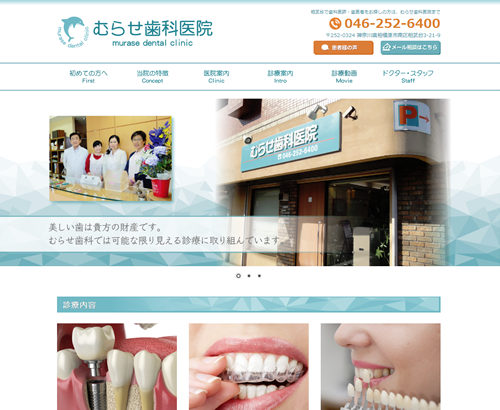 murase dental clinic
むらせ歯科医院
murase dental clinic
相武台で歯科医師・歯医者をお探しの方は、むらせ歯科医院まで
046-252-6400
〒252-0324 神奈川県相模原市南区相武台3-21-9
患者様の声
メール相談はこちら
初めての方へ
First
当院の特徴
Concept
医院案内
Clinic
診療案内
Intro
診療動画
Movie
ドクター・スタッフ
Staff
むらせ歯科医院
☎046-252-6400
P
美しい歯は貴方の財産です。
むらせ歯科では可能な限り見える診療に取り組んでいます。
診療内容